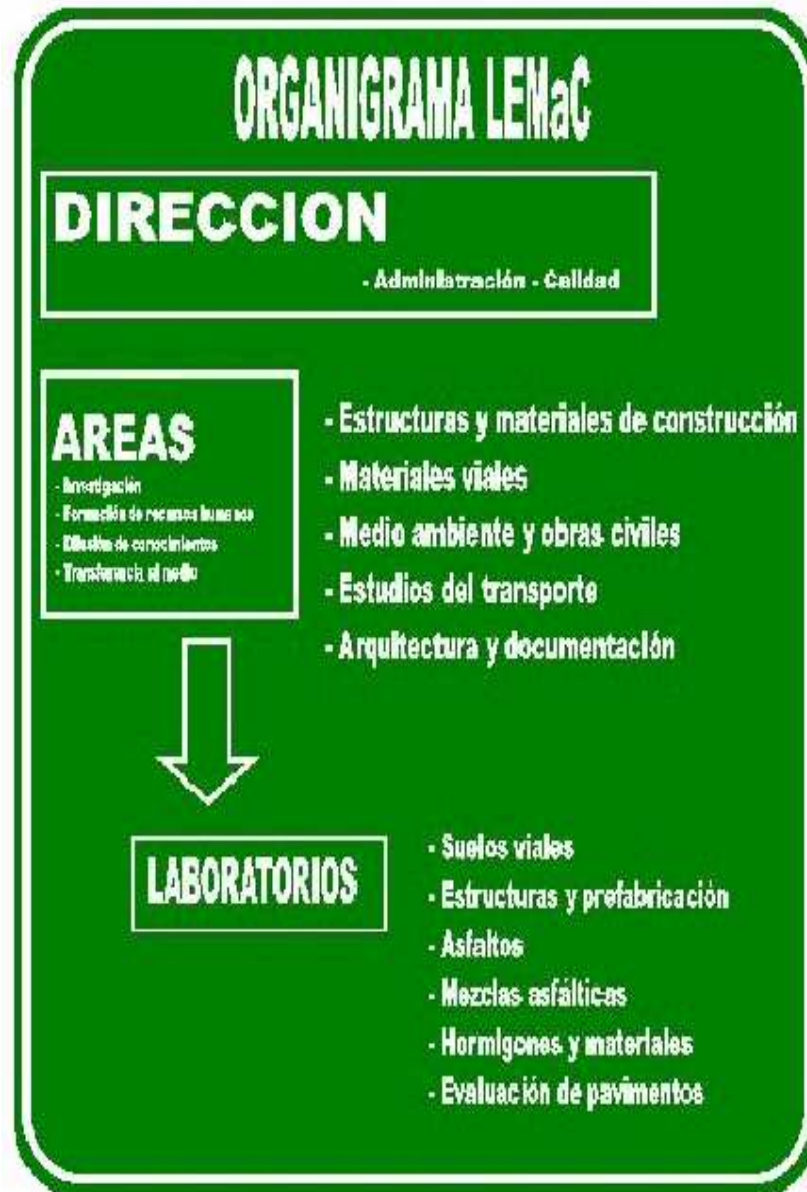 ORGANIGRAMA LEMaC
DIRECCION
- Administración - Calidad
AREAS
- Investigación
- Formación de recursos humanos
- Difusión de conocimientos
- Transferencia al medio
- Estructuras y materiales de construcción
- Materiales viales
- Medio ambiente y obras civiles
- Estudios del transporte
- Arquitectura y documentación
LABORATORIOS
- Suelos viales
- Estructuras y prefabricación
- Asfaltos
- Mezclas asfálticas
- Hormigones y materiales
- Evaluación de pavimentos